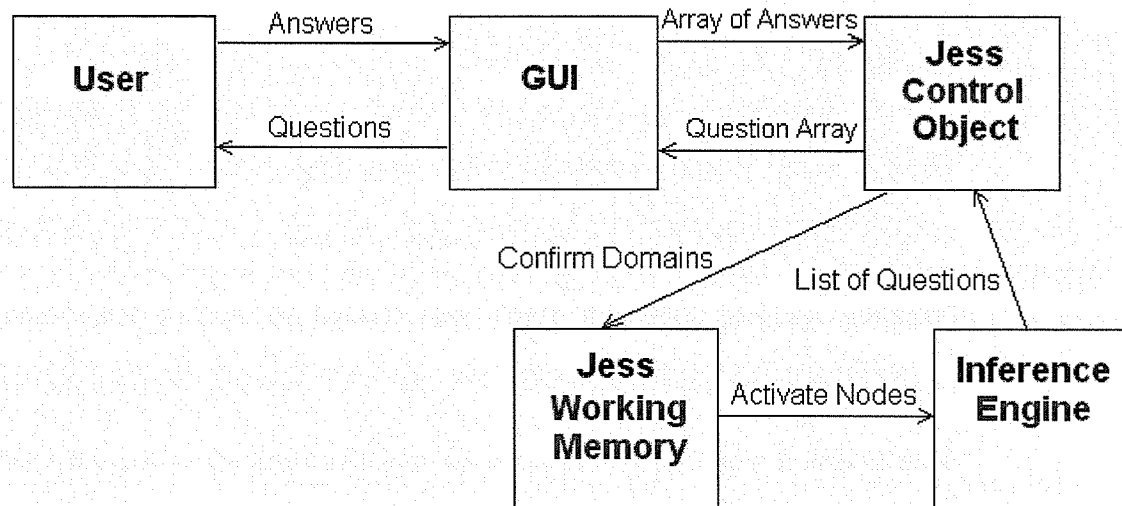 User
Answers
Questions
GUI
Array of Answers
Question Array
Jess
Control
Object
Confirm Domains
List of Questions
Jess
Working
Memory
Activate Nodes
Inference
Engine